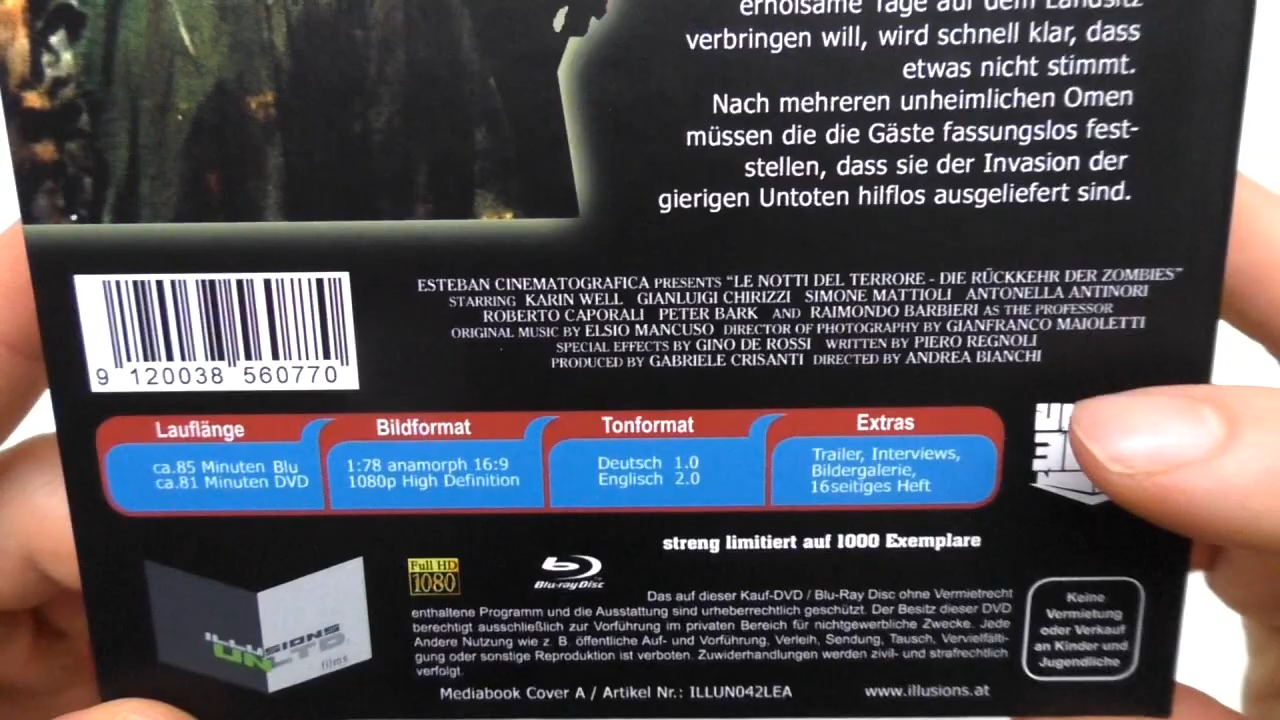 erholsame Tage auf dem Landsitz
verbringen will, wird schnell klar, dass
etwas nicht stimmt.
Nach mehreren unheimlichen Omen
müssen die die Gäste fassungslos fest-
stellen, dass sie der Invasion der
gierigen Untoten hilflos ausgeliefert sind.
ESTEBAN CINEMATOGRAFICA PRESENTS "LE NOTTI DEL TERRORE - DIE RÜCKKEHR DER ZOMBIES"
STARRING KARIN WELL GIANLUIGI CHIRIZZI SIMONE MATTIOLI ANTONELLA ANTINORI
ROBERTO CAPORALI PETER BARK AND RAIMONDO BARBIERI AS THE PROFESSOR
ORIGINAL MUSIC BY ELSIO MANCUSO DIRECTOR OF PHOTOGRAPHY BY GIANFRANCO MAIOLETTI
SPECIAL EFFECTS BY GINO DE ROSSI WRITTEN BY PIERO REGNOLI
PRODUCED BY GABRIELE CRISANTI DIRECTED BY ANDREA BIANCHI
9 120038 560770
Lauflänge
ca.85 Minuten Blu
ca.81 Minuten DVD
Bildformat
1:78 anamorph 16:9
1080p High Definition
Tonformat
Deutsch 1.0
Englisch 2.0
Extras
Trailer, Interviews,
Bildergalerie,
16seitiges Heft
streng limitiert auf 1000 Exemplare
ILLUSIONS
UNLTD.
films
Full HD
1080
Blu-ray Disc
Das auf dieser Kauf-DVD / Blu-Ray Disc ohne Vermietrecht
enthaltene Programm und die Ausstattung sind urheberrechtlich geschützt. Der Besitz dieser DVD
berechtigt ausschließlich zur Vorführung im privaten Bereich für nichtgewerbliche Zwecke. Jede
Andere Nutzung wie z. B. öffentliche Auf- und Vorführung, Verleih, Sendung, Tausch, Vervielfälti-
gung oder sonstige Reproduktion ist verboten. Zuwiderhandlungen werden zivil- und strafrechtlich
verfolgt.
Keine
Vermietung
oder Verkauf
an Kinder und
Jugendliche
Mediabook Cover A / Artikel Nr.: ILLUN042LEA
www.illusions.at